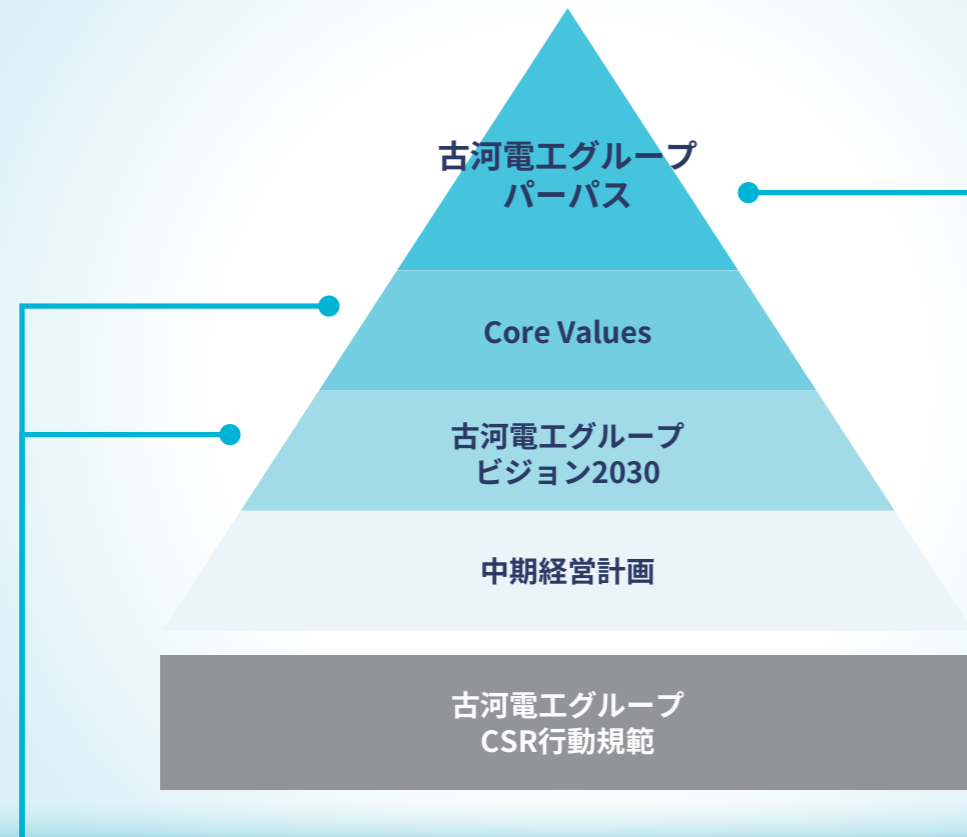 古河電工グループ
パーパス
Core Values
古河電工グループ
ビジョン2030
中期経営計画
古河電工グループ
CSR行動規範